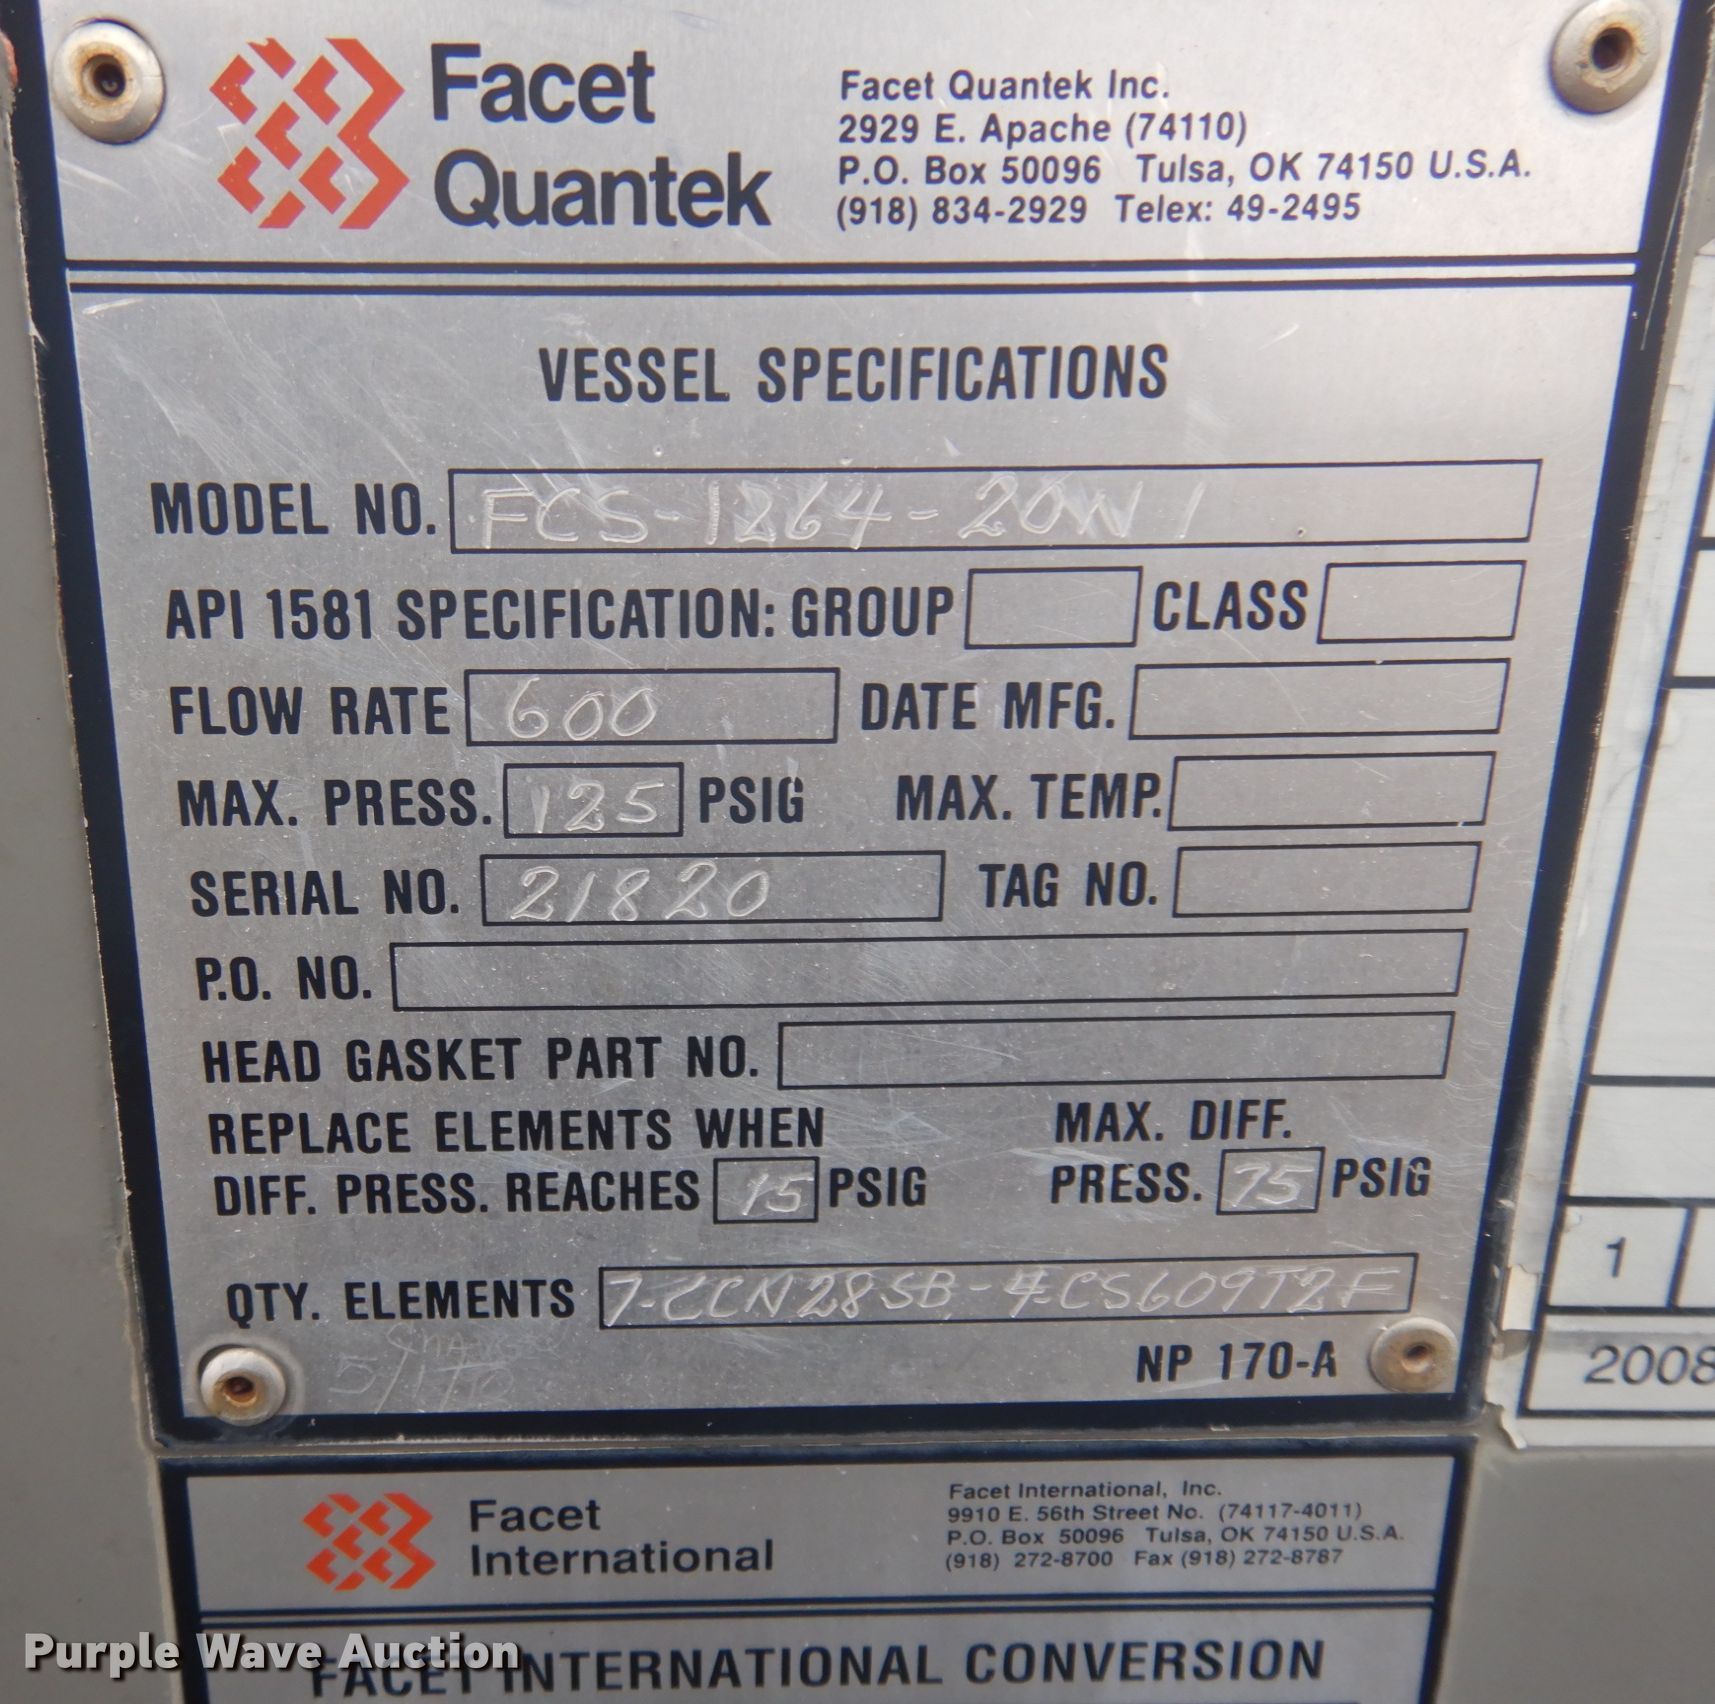 Facet
Quantek
Facet Quantek Inc.
2929 E. Apache (74110)
P.O. Box 50096 Tulsa, OK 74150 U.S.A.
(918) 834-2929 Telex: 49-2495
VESSEL SPECIFICATIONS
MODEL NO. FCS-1264-20W1
API 1581 SPECIFICATION: GROUP CLASS
FLOW RATE 600 DATE MFG.
MAX. PRESS. 125 PSIG MAX. TEMP.
SERIAL NO. 21820 TAG NO.
P.O. NO.
HEAD GASKET PART NO.
REPLACE ELEMENTS WHEN
DIFF. PRESS. REACHES 15 PSIG
MAX. DIFF.
PRESS. 75 PSIG
QTY. ELEMENTS 7-CCN28SB-4-CS609T2F
NP 170-A
1
2008
Facet
International
Facet International, Inc.
9910 E. 56th Street No. (74117-4011)
P.O. Box 50096 Tulsa, OK 74150 U.S.A.
(918) 272-8700 Fax (918) 272-8787
FACET INTERNATIONAL CONVERSION
Purple Wave Auction